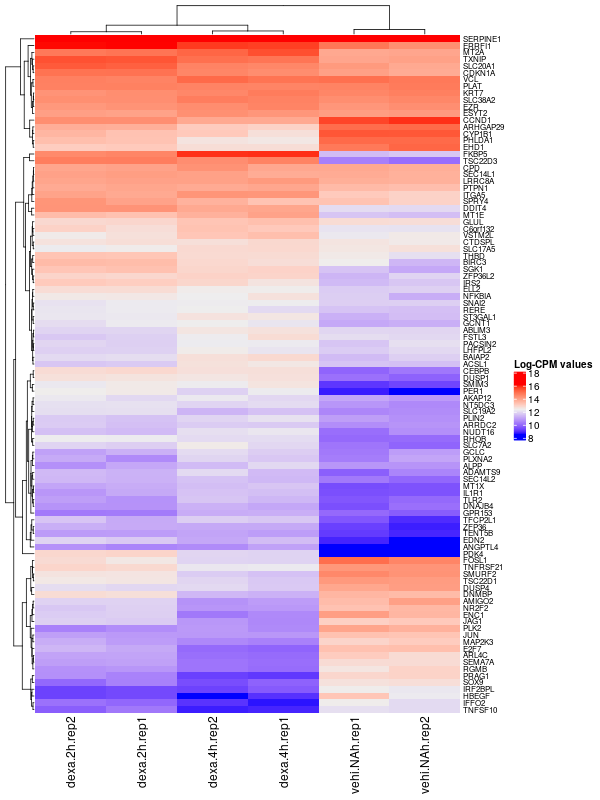 SERPINE1
ERRFI1
MT2A
TXNIP
SLC20A1
CDKN1A
VCL
PLAT
KRT7
SLC38A2
EZR
ESYT2
CCND1
ARHGAP29
CYP1B1
PHLDA1
EHD1
FKBP5
TSC22D3
CPD
SEC14L1
LRRC8A
PTPN1
ITGA5
SPRY4
DDIT4
MT1E
GLUL
C6orf132
VSTM2L
CTDSPL
SLC17A5
THBD
BIRC3
SGK1
ZFP36L2
IRS2
ELL2
NFKBIA
SNAI2
RERE
ST3GAL1
GCNT1
ABLIM3
FSTL3
PACSIN2
LHFPL2
BAIAP2
ACSL1
CEBPB
DUSP1
SMIM3
PER1
AKAP12
NT5DC3
SLC19A2
PLIN2
ARRDC2
NUDT16
RHOB
SLC7A2
GCLC
PLXNA2
ALPP
ADAMTS9
SEC14L2
MT1X
IL1R1
TLR2
DNAJB4
GPR153
TFCP2L1
ZFP36
TENT5B
EDN2
ANGPTL4
PDK4
FOSL1
TNFRSF21
SMURF2
TSC22D1
DUSP4
DNMBP
AMIGO2
NR2F2
ENC1
JAG1
PLK2
JUN
MAP2K3
E2F7
ARL4C
SEMA7A
RGMB
PRAG1
SOX9
IRF2BPL
HBEGF
IFFO2
TNFSF10
dexa.2h.rep2
dexa.2h.rep1
dexa.4h.rep2
dexa.4h.rep1
vehi.NAh.rep1
vehi.NAh.rep2
Log-CPM values
18
16
14
12
10
8